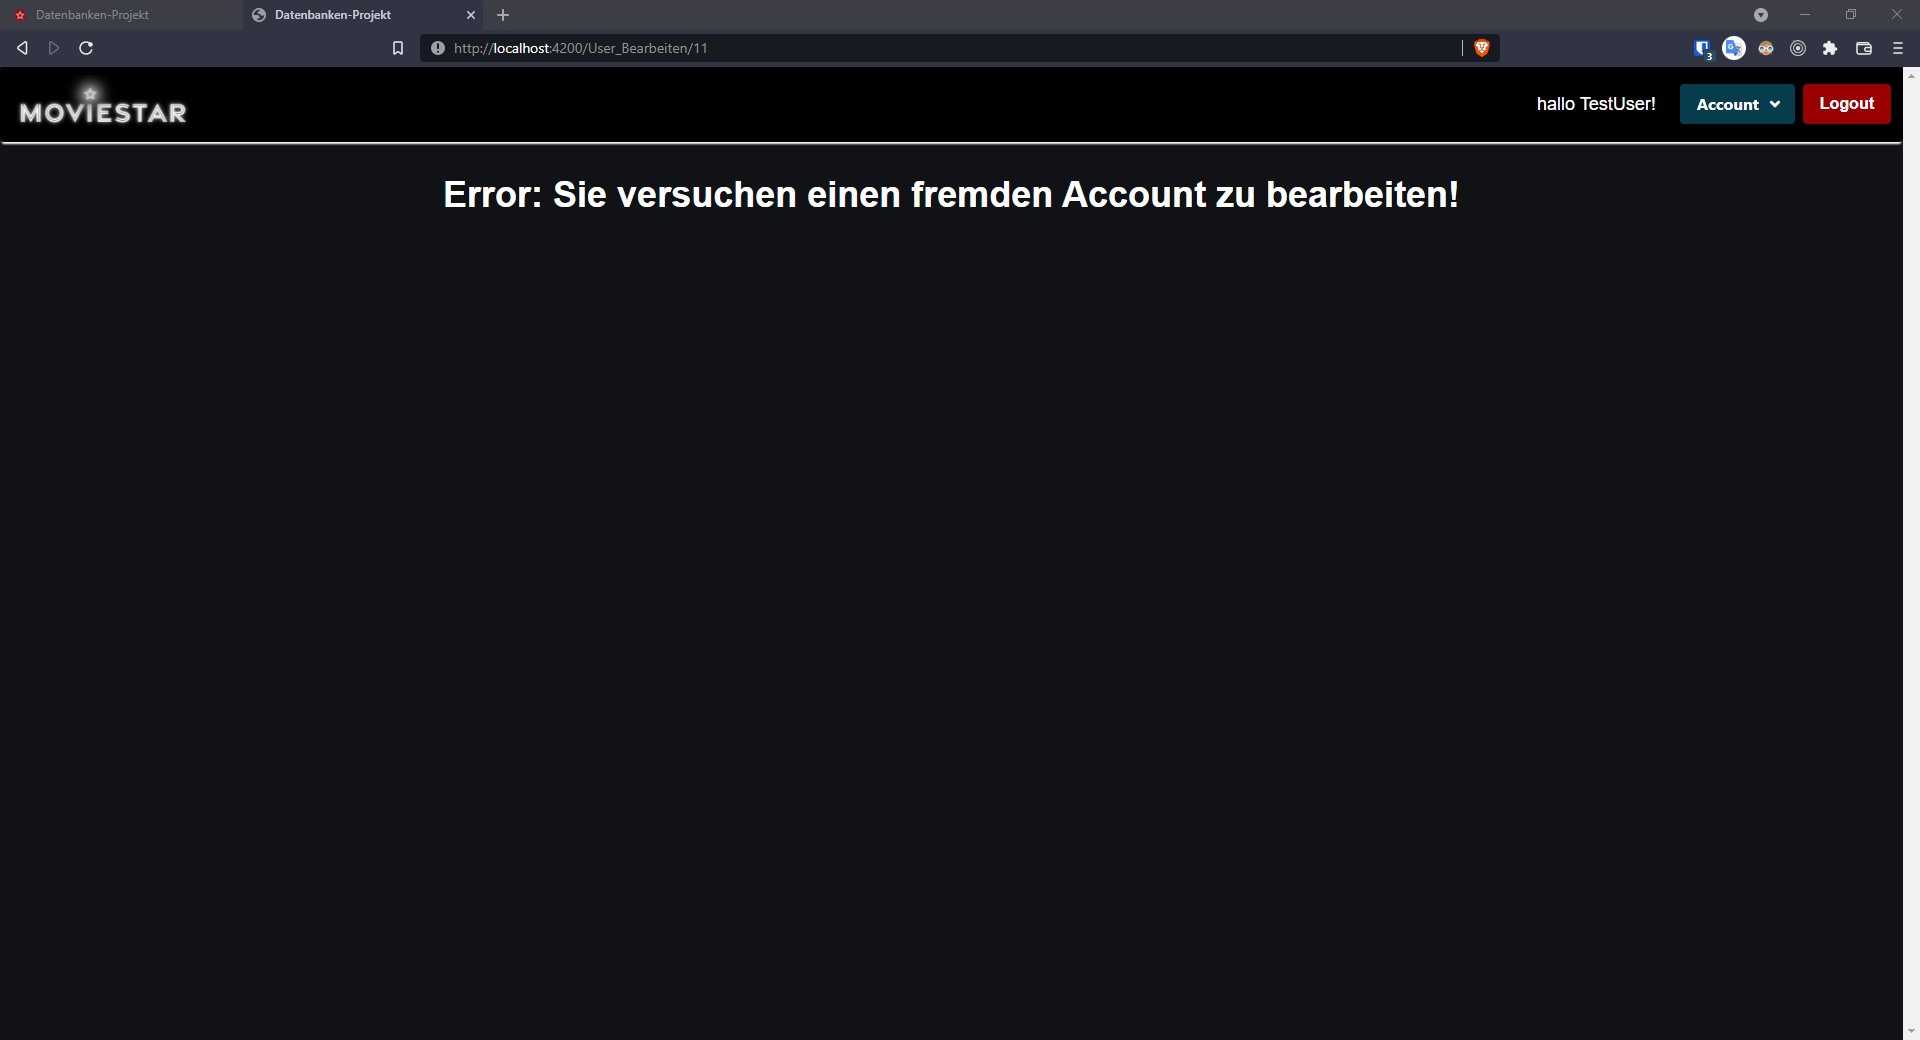 Datenbanken-Projekt
Datenbanken-Projekt
http://localhost:4200/User_Bearbeiten/11
3
MOVIESTAR
hallo TestUser!
Account
Logout
Error: Sie versuchen einen fremden Account zu bearbeiten!